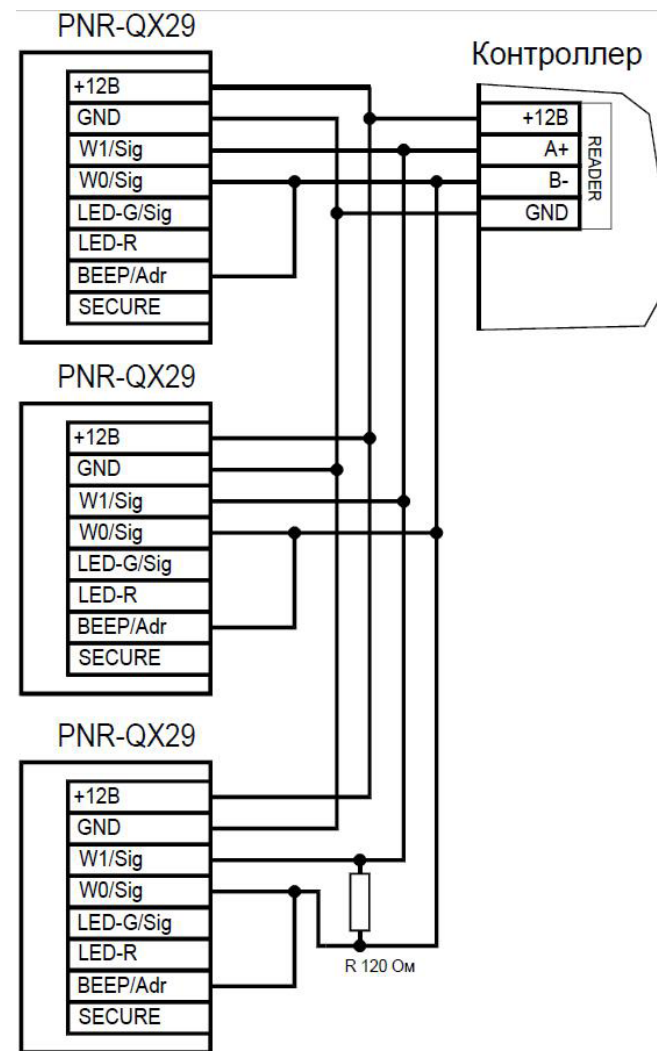 PNR-QX29
+12В
GND
W1/Sig
W0/Sig
LED-G/Sig
LED-R
BEEP/Adr
SECURE
Контроллер
+12В
A+
B-
GND
READER
PNR-QX29
+12В
GND
W1/Sig
W0/Sig
LED-G/Sig
LED-R
BEEP/Adr
SECURE
PNR-QX29
+12В
GND
W1/Sig
W0/Sig
LED-G/Sig
LED-R
BEEP/Adr
SECURE
R 120 Ом